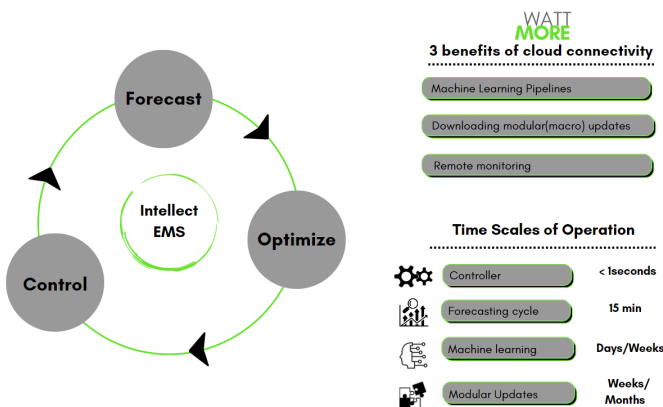 Forecast
Intellect
EMS
Optimize
Control
WATT
MORE
3 benefits of cloud connectivity
Machine Learning Pipelines
Downloading modular(macro) updates
Remote monitoring
Time Scales of Operation
Controller
< 1seconds
Forecasting cycle
15 min
Machine learning
Days/Weeks
Modular Updates
Weeks/
Months